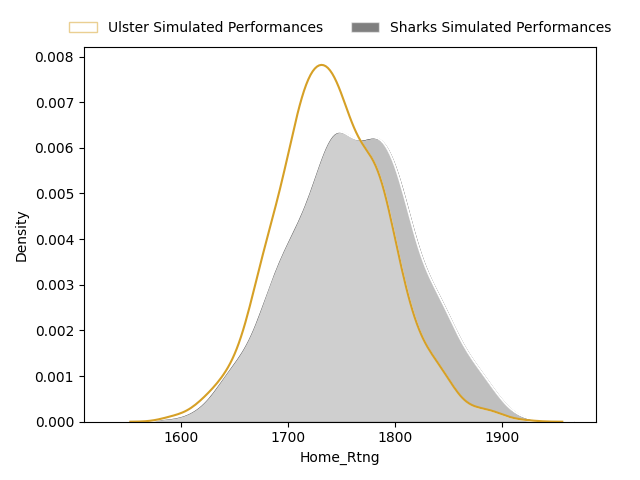 Ulster Simulated Performances Sharks Simulated Performances
0.008
0.007
0.006
0.005
0.004
0.003
0.002
0.001
0.000
Density
1600 1700 1800 1900
Home_Rtng